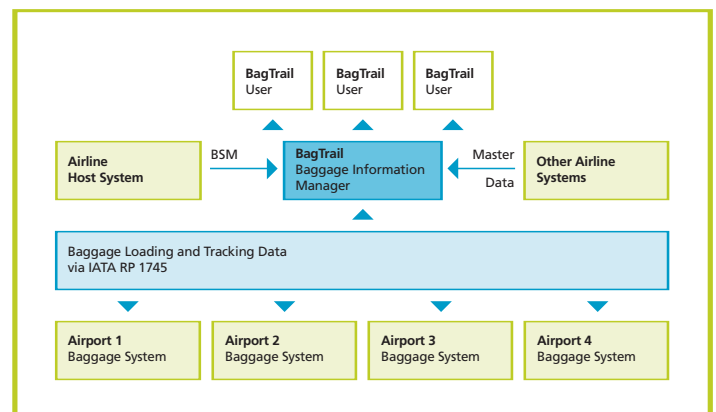 BagTrail
User
BagTrail
User
BagTrail
User
Airline
Host System
BSM
BagTrail
Baggage Information
Manager
Master
Data
Other Airline
Systems
Baggage Loading and Tracking Data
via IATA RP 1745
Airport 1
Baggage System
Airport 2
Baggage System
Airport 3
Baggage System
Airport 4
Baggage System